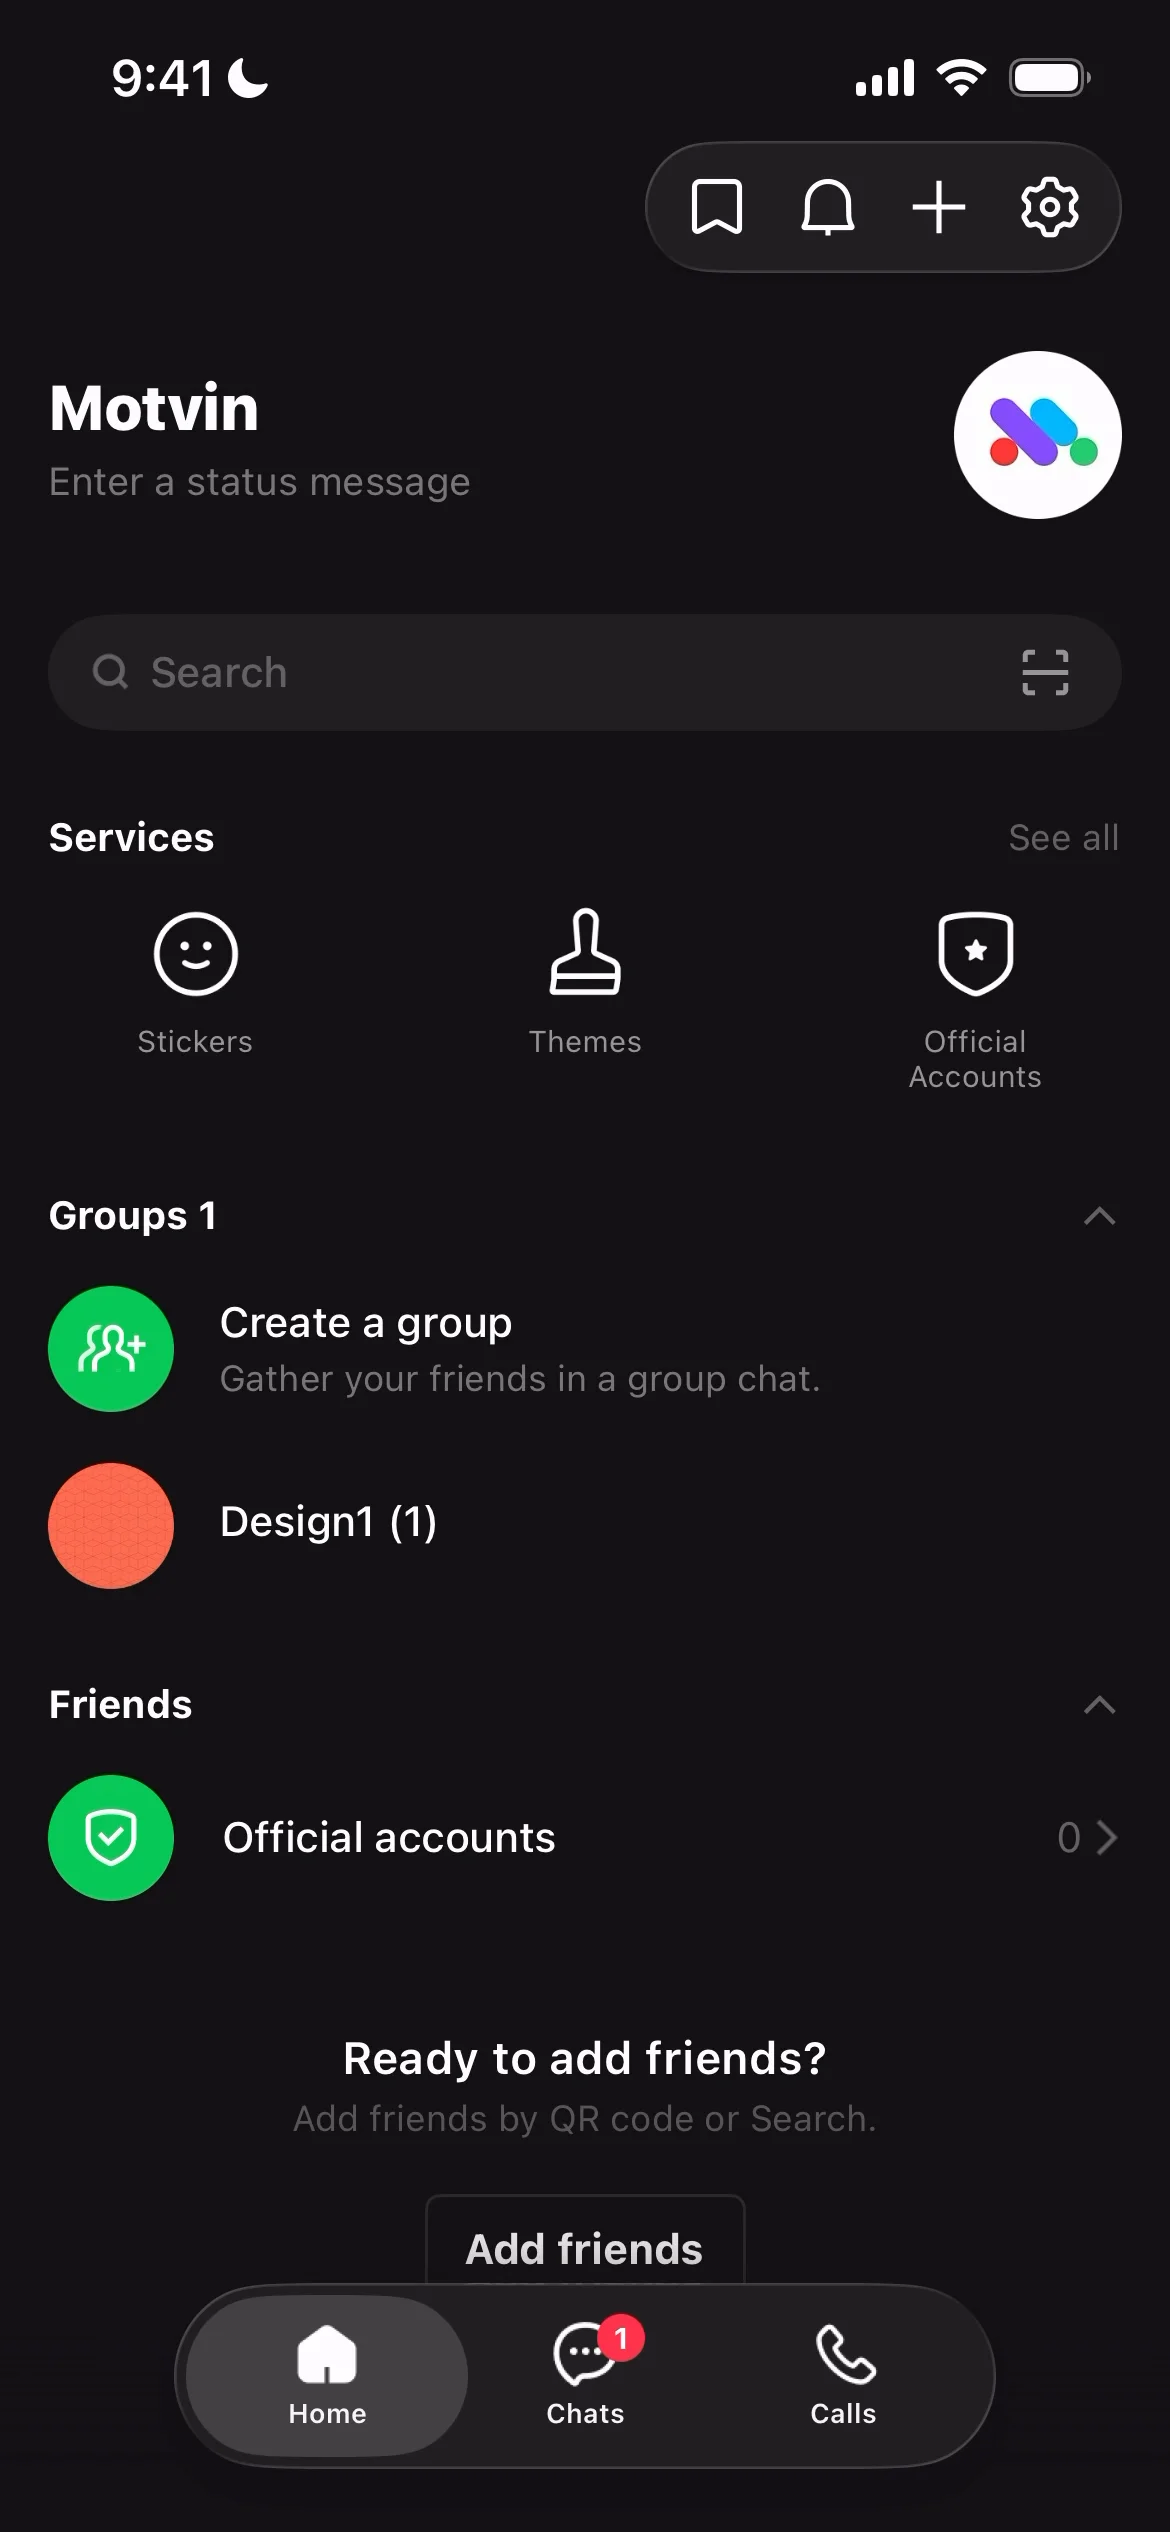 9:41
Motvin
Enter a status message
Search
Services
See all
Stickers
Themes
Official
Accounts
Groups 1
Create a group
Gather your friends in a group chat.
Design1 (1)
Friends
Official accounts
0
Ready to add friends?
Add friends by QR code or Search.
Add friends
1
Home
Chats
Calls